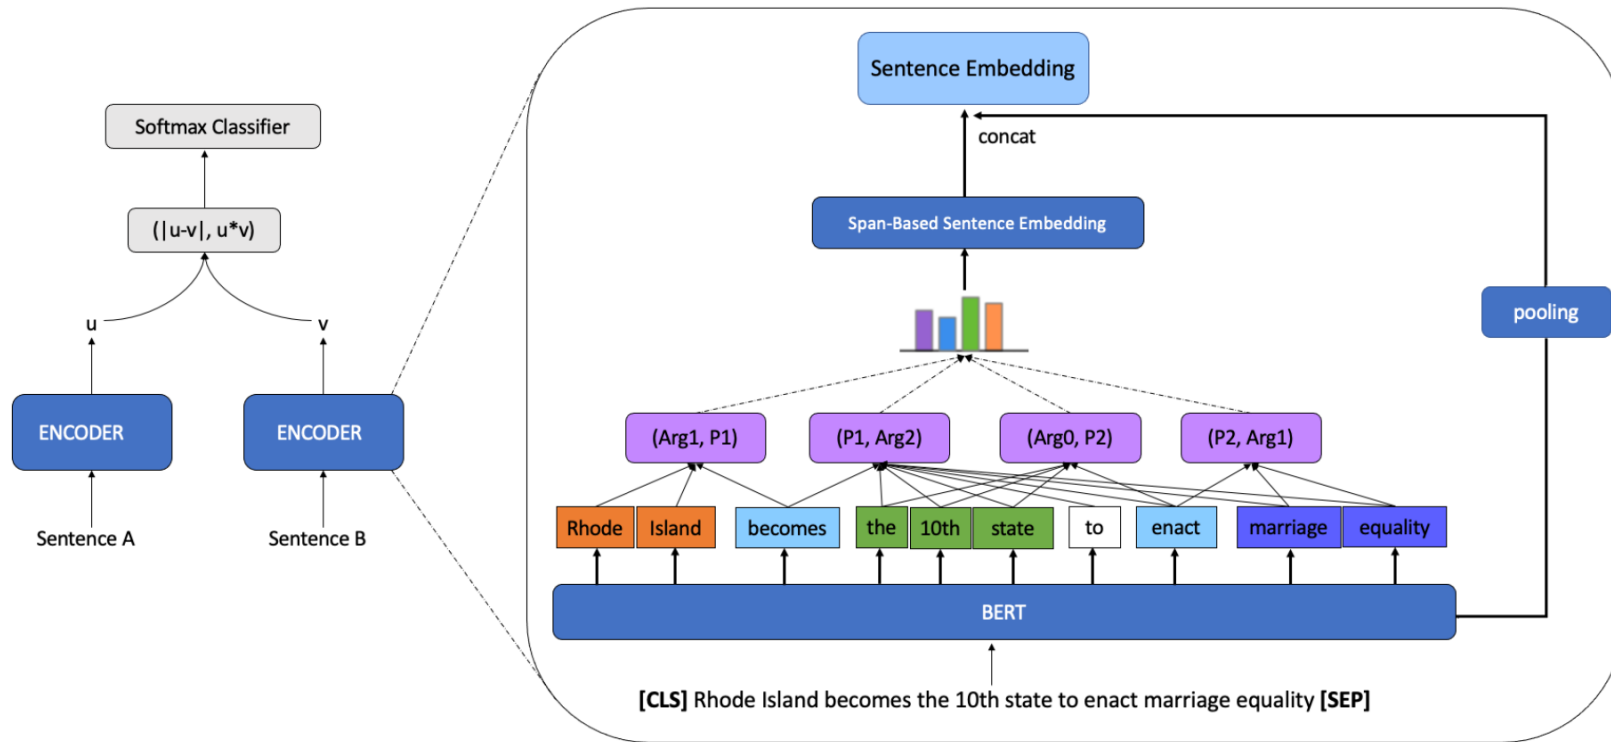 Sentence Embedding
concat
Softmax Classifier
(|u-v|, u*v)
Span-Based Sentence Embedding
pooling
u
v
ENCODER
ENCODER
Sentence A
Sentence B
(Arg1, P1)
(P1, Arg2)
(Arg0, P2)
(P2, Arg1)
Rhode
Island
becomes
the
10th
state
to
enact
marriage
equality
BERT
[CLS] Rhode Island becomes the 10th state to enact marriage equality [SEP]